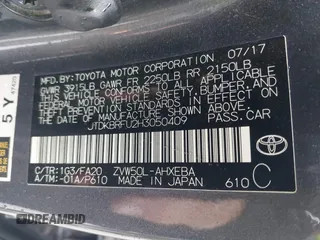 MFD. BY: TOYOTA MOTOR CORPORATION 07/17
GVWR 3915LB GAWR FR 2250LB RR 2150LB
THIS VEHICLE CONFORMS TO ALL APPLICABLE
FEDERAL MOTOR VEHICLE SAFETY, BUMPER, AND
THEFT PREVENTION STANDARDS IN EFFECT ON THE
DATE OF MANUFACTURE SHOWN ABOVE.
JTDKBRFU2H3050409
PASS. CAR
C/TR: 1G3/FA20 ZVW50L-AHXEBA
A/TM: -01A/P610 MADE IN JAPAN 610 C
5 Y
DREAMBID